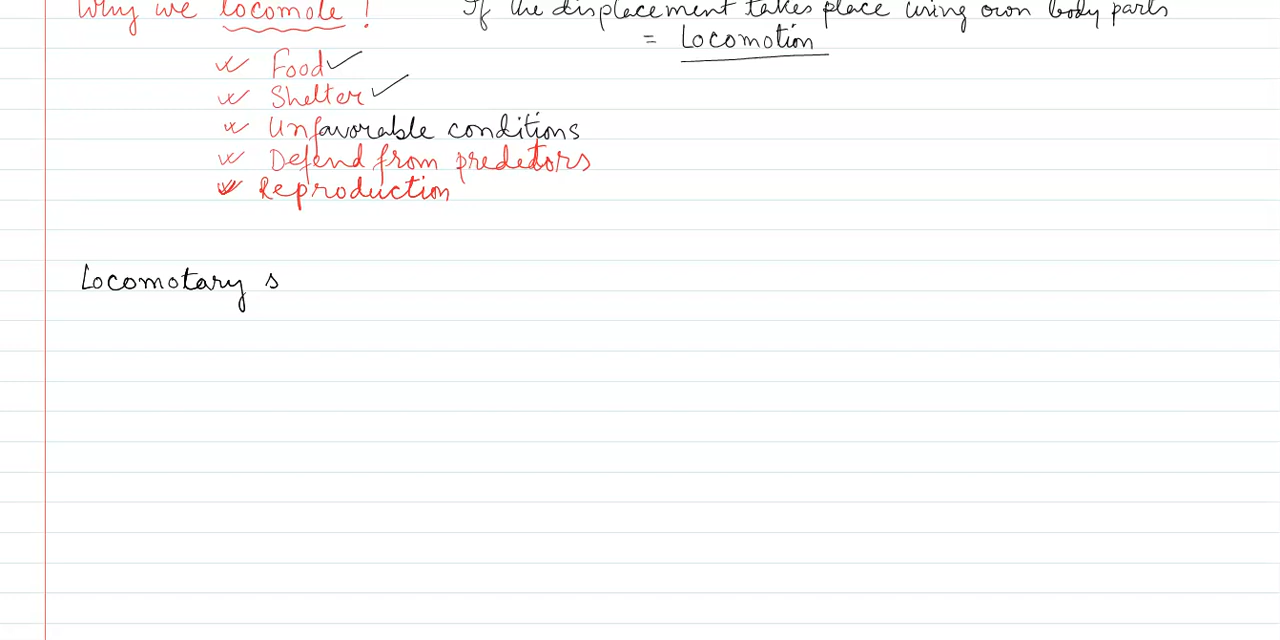 Why we locomote ! If the displacement takes place using own body parts
= Locomotion
Food
Shelter
Unfavorable conditions
Defend from predetors
Reproduction
Locomotary s